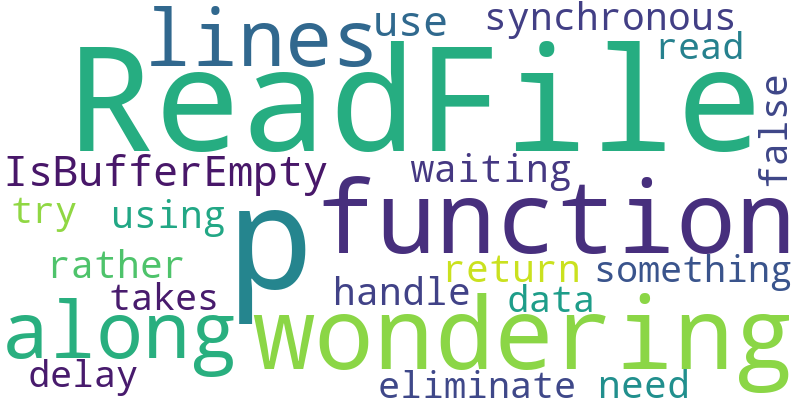 lines use synchronous
ReadFile read
false
IsBufferEmpty waiting
try using p function
rather return something
takes handle data
along wondering
delay eliminate need